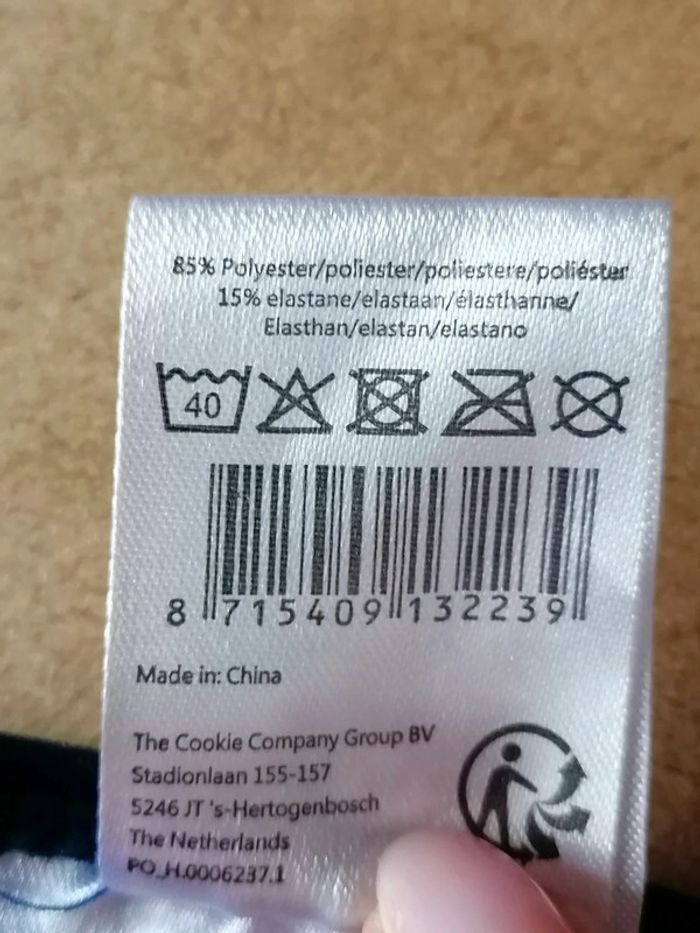 85% Polyester/poliester/poliestere/poliéster
15% elastane/elastaan/élasthanne/
Elasthan/elastan/elastano
40
8 715409 132239
Made in: China
The Cookie Company Group BV
Stadionlaan 155-157
5246 JT 's-Hertogenbosch
The Netherlands
PO_H.0006237.1